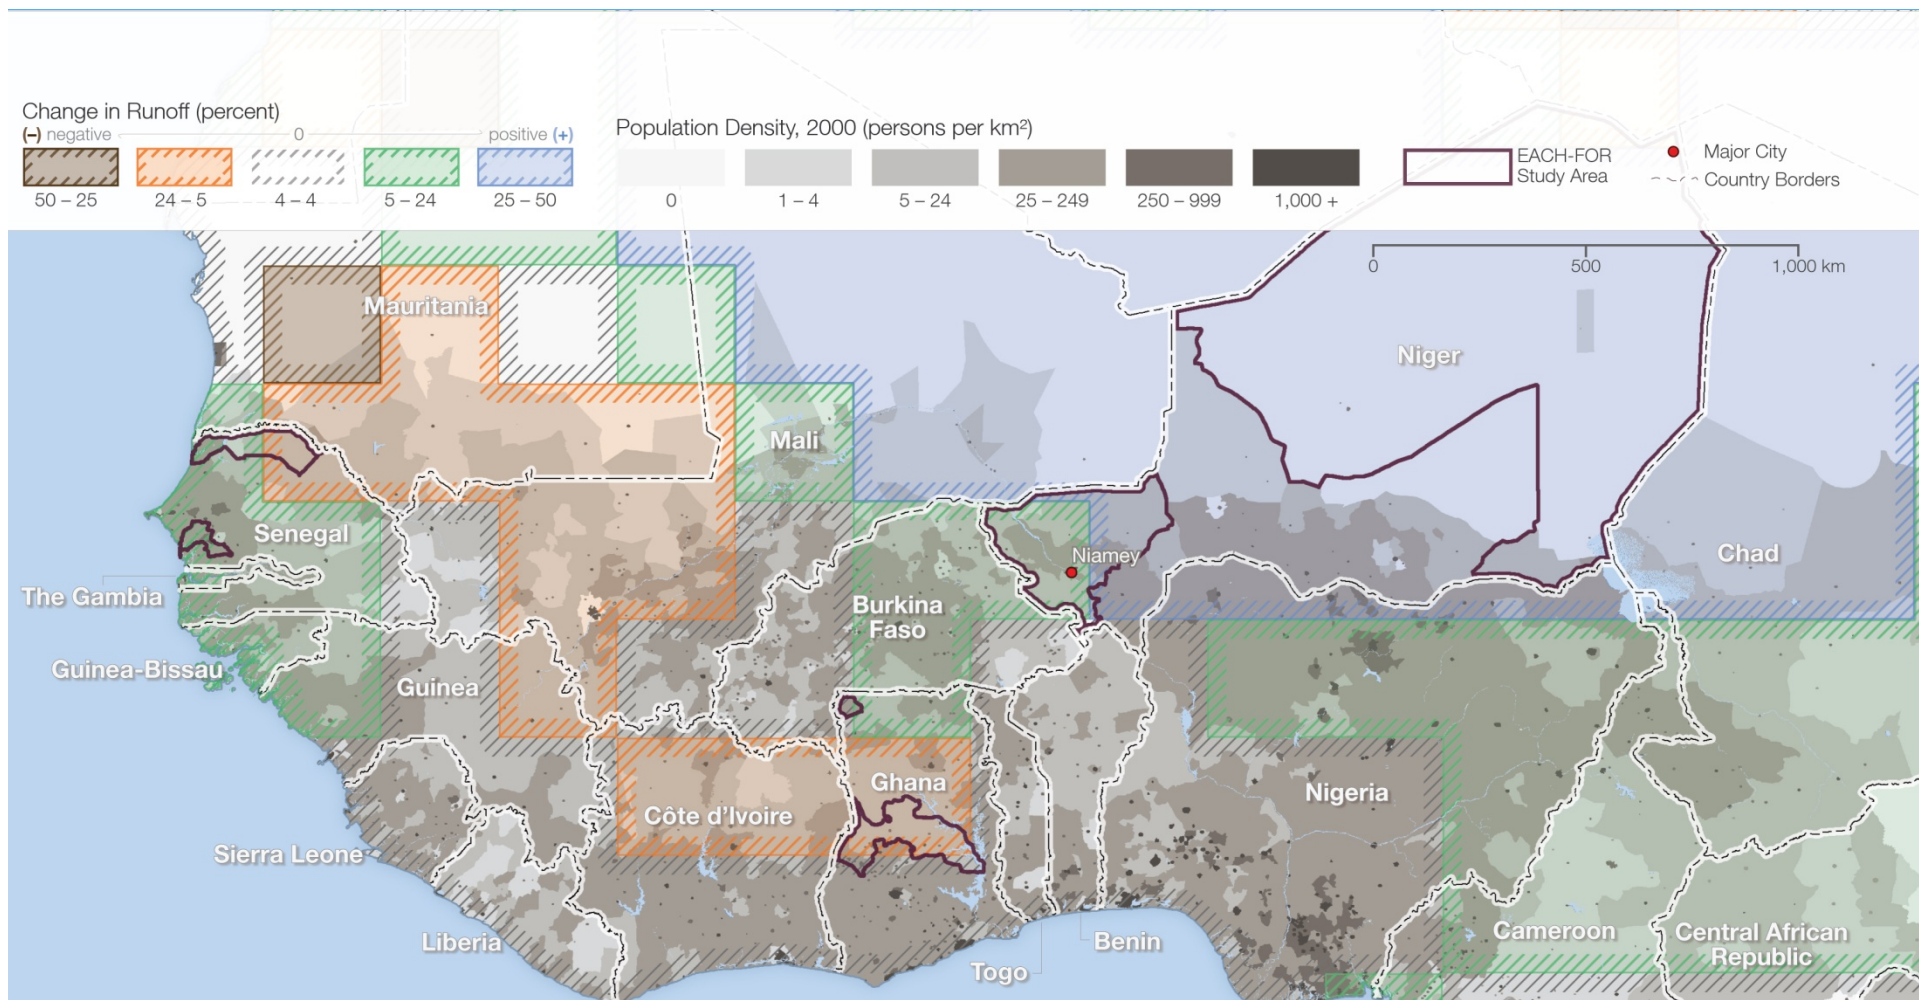 Change in Runoff (percent)
(–) negative 0 positive (+)
50 – 25
24 – 5
4 – 4
5 – 24
25 – 50
Population Density, 2000 (persons per km²)
0
1 – 4
5 – 24
25 – 249
250 – 999
1,000 +
EACH-FOR
Study Area
Major City
Country Borders
0 500 1,000 km
Mauritania
Niger
Mali
Senegal
Chad
Niamey
The Gambia
Burkina
Faso
Guinea-Bissau
Guinea
Ghana
Nigeria
Côte d’Ivoire
Sierra Leone
Liberia
Benin
Togo
Cameroon
Central African
Republic